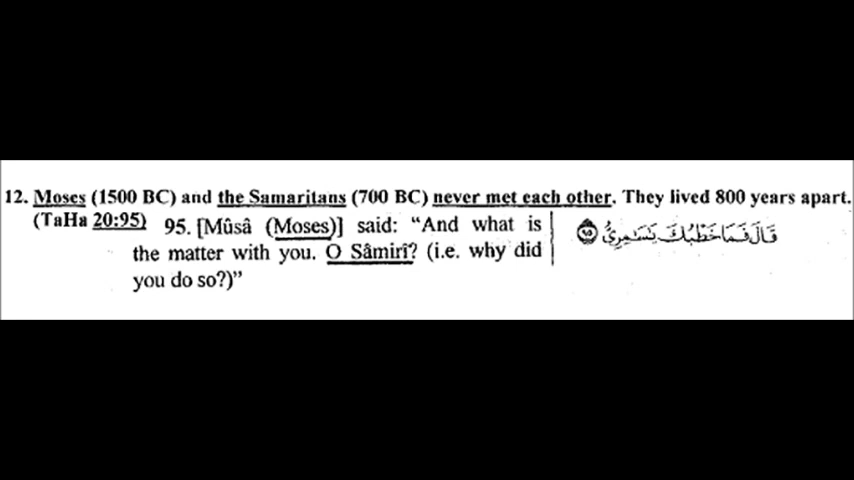 12. Moses (1500 BC) and the Samaritans (700 BC) never met each other. They lived 800 years apart.
(TaHa 20:95) 95. [Mûsâ (Moses)] said: “And what is
the matter with you. O Sâmirî? (i.e. why did
you do so?)”
قَالَ فَمَا خَطْبُكَ يَـٰسَـٰمِرِىُّ ٩٥